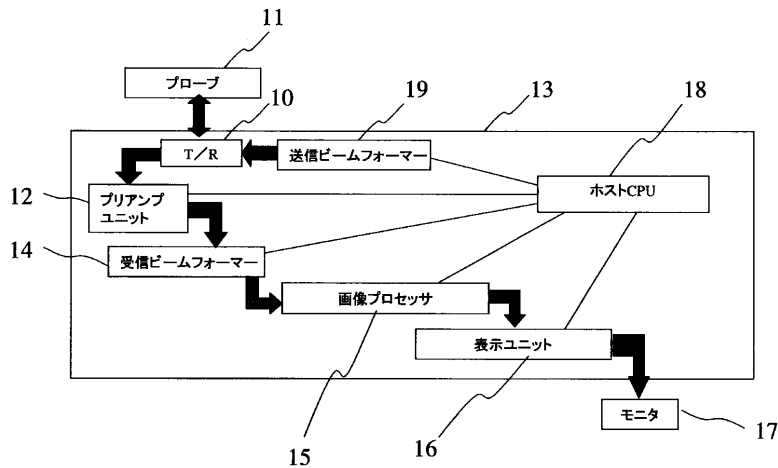 11
プローブ
10
19
13
18
T/R
送信ビームフォーマー
ホストCPU
12
プリアンプ
ユニット
14
受信ビームフォーマー
画像プロセッサ
表示ユニット
モニタ
15
16
17